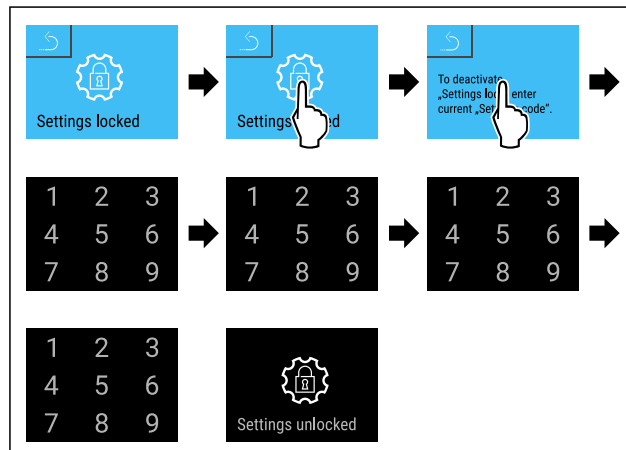 Settings locked
Settings
ed
To deactivate
„Settings lo
enter
current „Se
code".
1 2 3
4 5 6
7 8 9
1 2 3
4 5 6
7 8 9
1 2 3
4 5 6
7 8 9
1 2 3
4 5 6
7 8 9
Settings unlocked